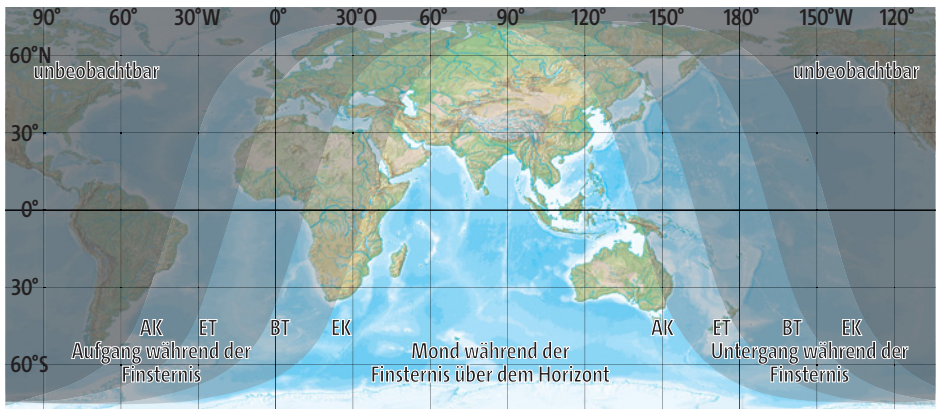 90° 60° 30°W 0° 30°O 60° 90° 120° 150° 180° 150°W 120°
60°N
unbeobachtbar unbeobachtbar
30°
0°
30°
AK ET BT EK AK ET BT EK
Aufgang während der Mond während der Untergang während der
60°S
Finsternis Finsternis über dem Horizont Finsternis